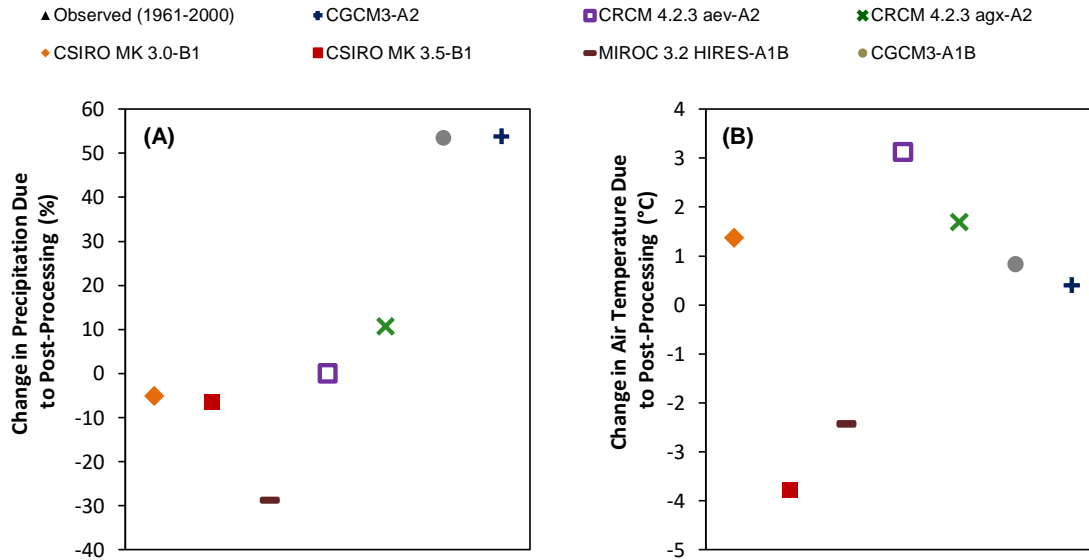 Observed (1961-2000) CGCM3-A2 CRCM 4.2.3 aev-A2 CRCM 4.2.3 agx-A2
CSIRO MK 3.0-B1 CSIRO MK 3.5-B1 MIROC 3.2 HIRES-A1B CGCM3-A1B
(A)
Change in Precipitation Due
to Post-Processing (%)
60
50
40
30
20
10
0
-10
-20
-30
-40
(B)
Change in Air Temperature Due
to Post-Processing (°C)
4
3
2
1
0
-1
-2
-3
-4
-5